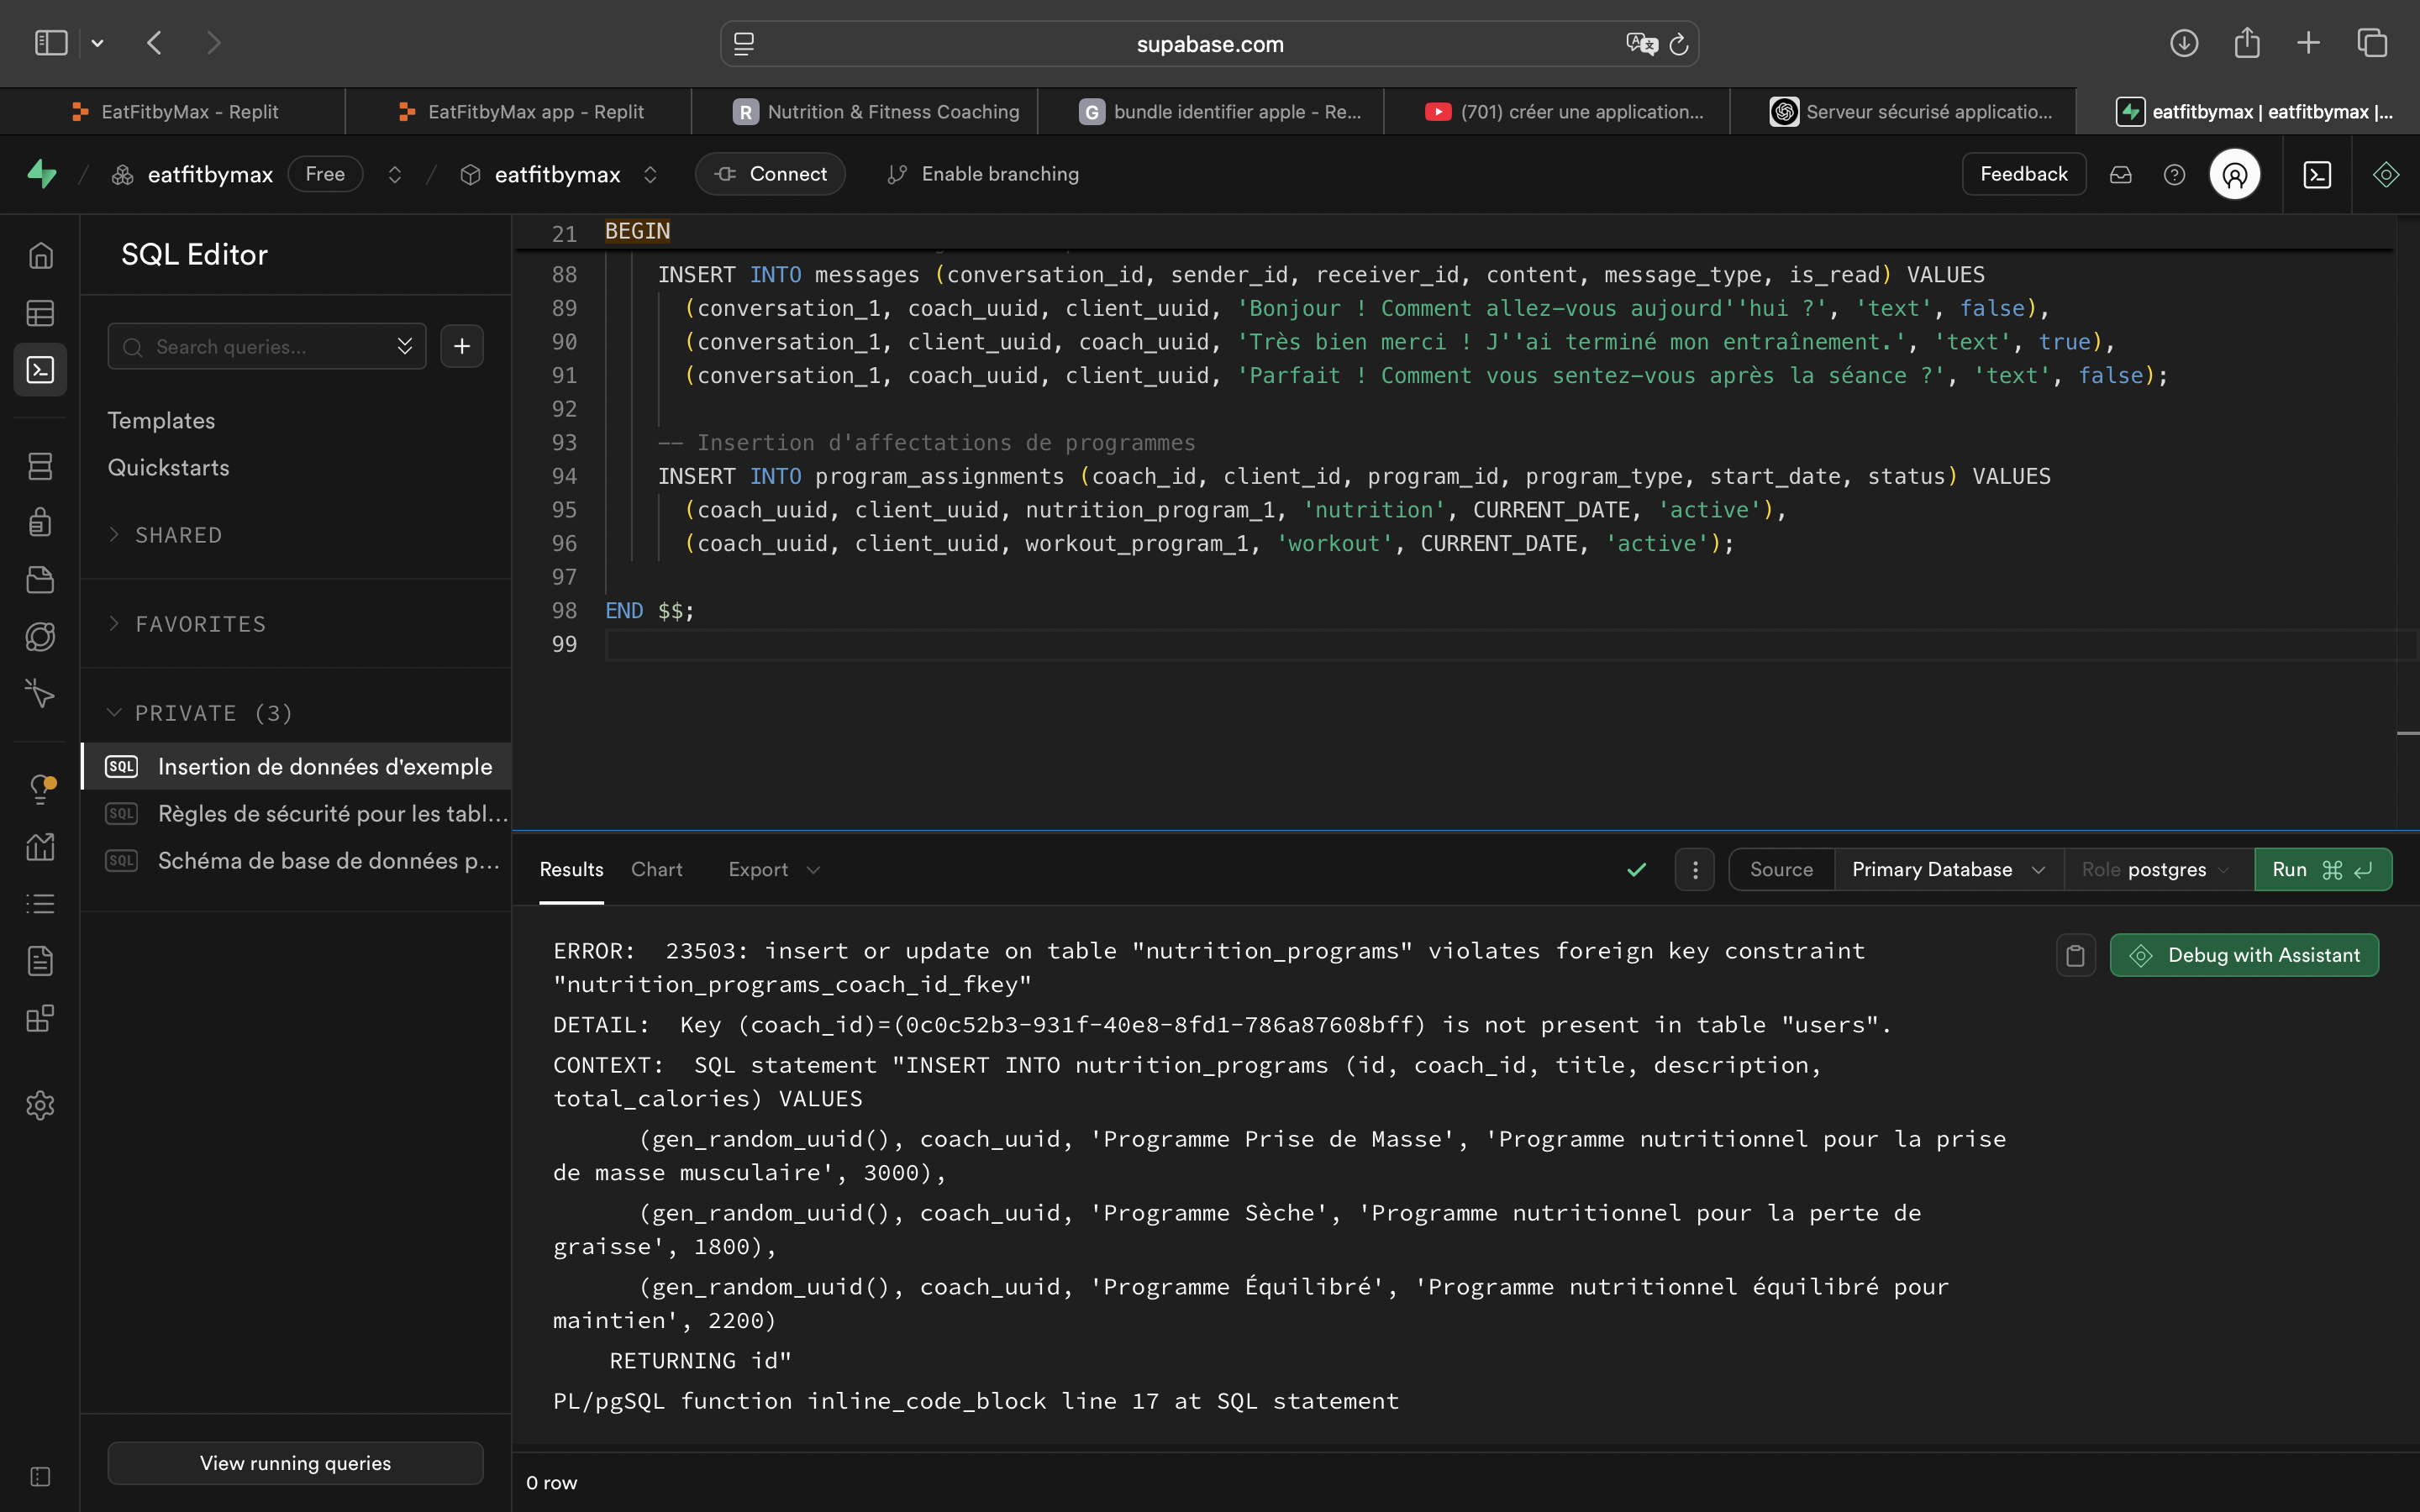 supabase.com
EatFitbyMax - Replit
EatFitbyMax app - Replit
R Nutrition & Fitness Coaching
G bundle identifier apple - Re...
(701) créer une application...
Serveur sécurisé applicatio...
eatfitbymax | eatfitbymax |...
eatfitbymax Free
eatfitbymax
Connect
Enable branching
Feedback
SQL Editor
Search queries...
Templates
Quickstarts
SHARED
FAVORITES
PRIVATE (3)
SQL Insertion de données d'exemple
SQL Règles de sécurité pour les tabl...
SQL Schéma de base de données p...
View running queries
21 BEGIN
88 INSERT INTO messages (conversation_id, sender_id, receiver_id, content, message_type, is_read) VALUES
89 (conversation_1, coach_uuid, client_uuid, 'Bonjour ! Comment allez-vous aujourd''hui ?', 'text', false),
90 (conversation_1, client_uuid, coach_uuid, 'Très bien merci ! J''ai terminé mon entraînement.', 'text', true),
91 (conversation_1, coach_uuid, client_uuid, 'Parfait ! Comment vous sentez-vous après la séance ?', 'text', false);
92
93 -- Insertion d'affectations de programmes
94 INSERT INTO program_assignments (coach_id, client_id, program_id, program_type, start_date, status) VALUES
95 (coach_uuid, client_uuid, nutrition_program_1, 'nutrition', CURRENT_DATE, 'active'),
96 (coach_uuid, client_uuid, workout_program_1, 'workout', CURRENT_DATE, 'active');
97
98 END $$;
99
Results Chart Export
Source Primary Database Role postgres Run ⌘
ERROR:  23503: insert or update on table "nutrition_programs" violates foreign key constraint
"nutrition_programs_coach_id_fkey"
DETAIL:  Key (coach_id)=(0c0c52b3-931f-40e8-8fd1-786a87608bff) is not present in table "users".
CONTEXT:  SQL statement "INSERT INTO nutrition_programs (id, coach_id, title, description,
total_calories) VALUES
(gen_random_uuid(), coach_uuid, 'Programme Prise de Masse', 'Programme nutritionnel pour la prise
de masse musculaire', 3000),
(gen_random_uuid(), coach_uuid, 'Programme Sèche', 'Programme nutritionnel pour la perte de
graisse', 1800),
(gen_random_uuid(), coach_uuid, 'Programme Équilibré', 'Programme nutritionnel équilibré pour
maintien', 2200)
RETURNING id"
PL/pgSQL function inline_code_block line 17 at SQL statement
Debug with Assistant
0 row